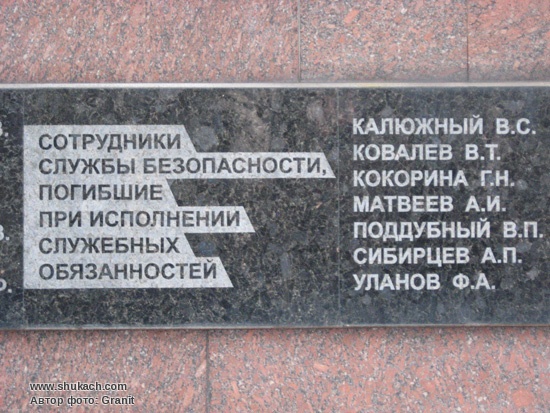 СОТРУДНИКИ
СЛУЖБЫ БЕЗОПАСНОСТИ,
ПОГИБШИЕ
ПРИ ИСПОЛНЕНИИ
СЛУЖЕБНЫХ
ОБЯЗАННОСТЕЙ
КАЛЮЖНЫЙ В.С.
КОВАЛЕВ В.Т.
КОКОРИНА Г.Н.
МАТВЕЕВ А.И.
ПОДДУБНЫЙ В.П.
СИБИРЦЕВ А.П.
УЛАНОВ Ф.А.
www.shukach.com
Автор фото: Granit